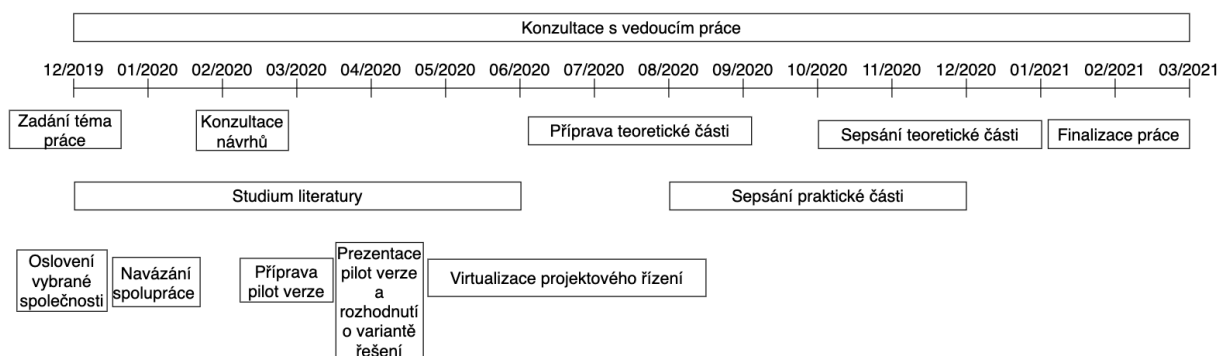 Konzultace s vedoucím práce
12/2019 01/2020 02/2020 03/2020 04/2020 05/2020 06/2020 07/2020 08/2020 09/2020 10/2020 11/2020 12/2020 01/2021 02/2021 03/2021
Zadání téma
práce
Konzultace
návrhů
Příprava teoretické části
Sepsání teoretické části
Finalizace práce
Studium literatury
Sepsání praktické části
Oslovení
vybrané
společnosti
Navázání
spolupráce
Příprava
pilot verze
Prezentace
pilot verze
a
rozhodnutí
o variantě
řešení
Virtualizace projektového řízení